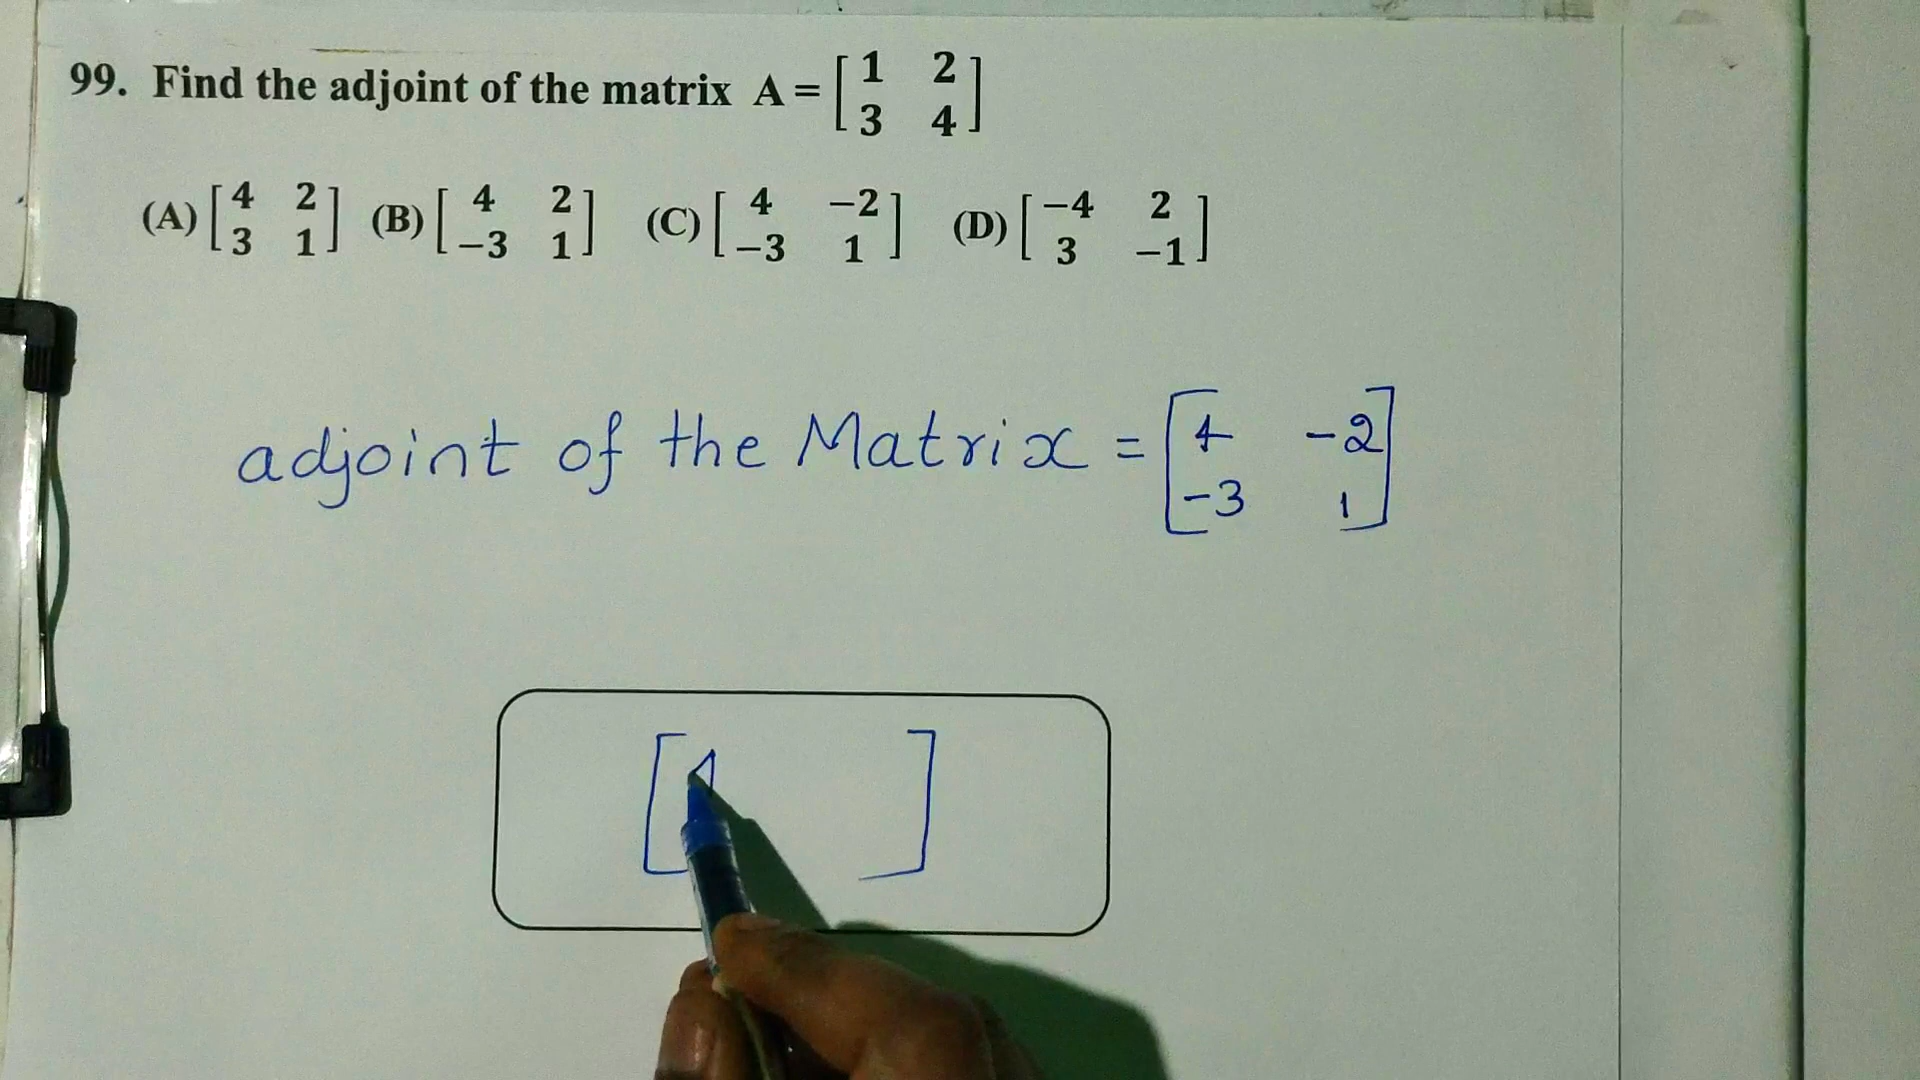 99. Find the adjoint of the matrix A = [1 2; 3 4]
(A) [4 2; 3 1] (B) [4 2; -3 1] (C) [4 -2; -3 1] (D) [-4 2; 3 -1]
adjoint of the Matrix = [4 -2; -3 1]
[4 ]